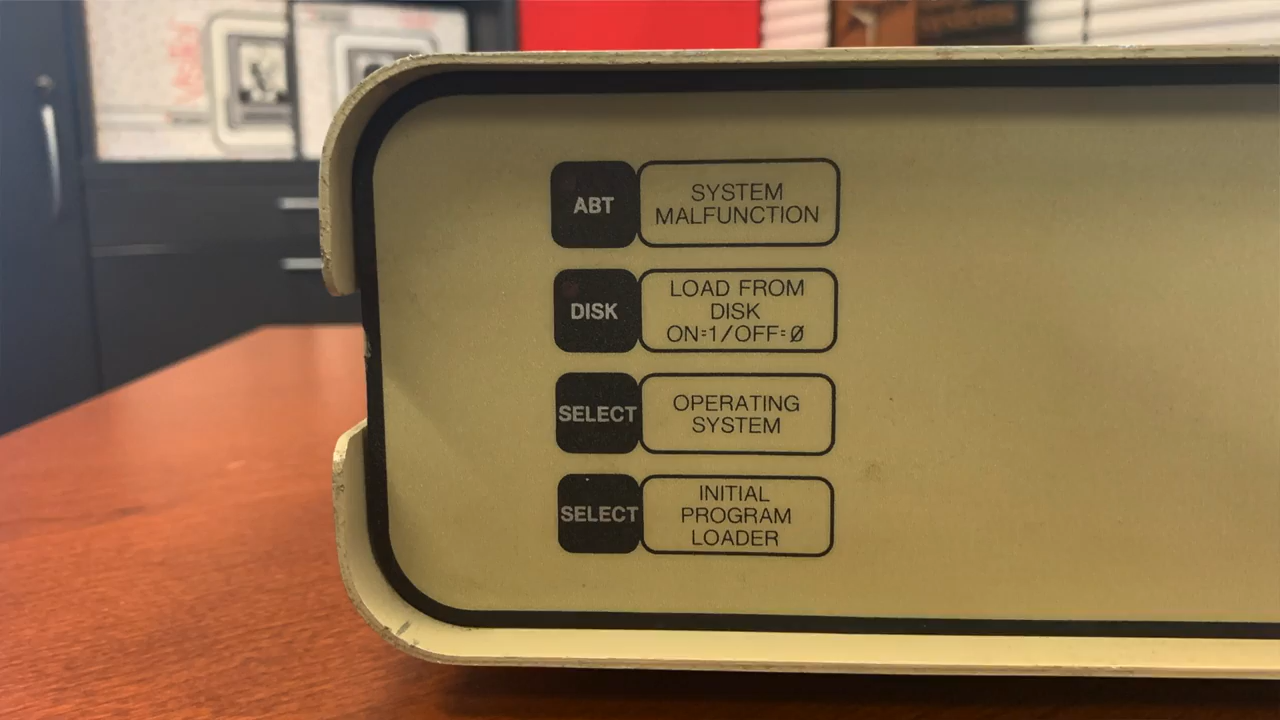 ABT
SYSTEM
MALFUNCTION
DISK
LOAD FROM
DISK
ON=1/OFF=Ø
SELECT
OPERATING
SYSTEM
SELECT
INITIAL
PROGRAM
LOADER